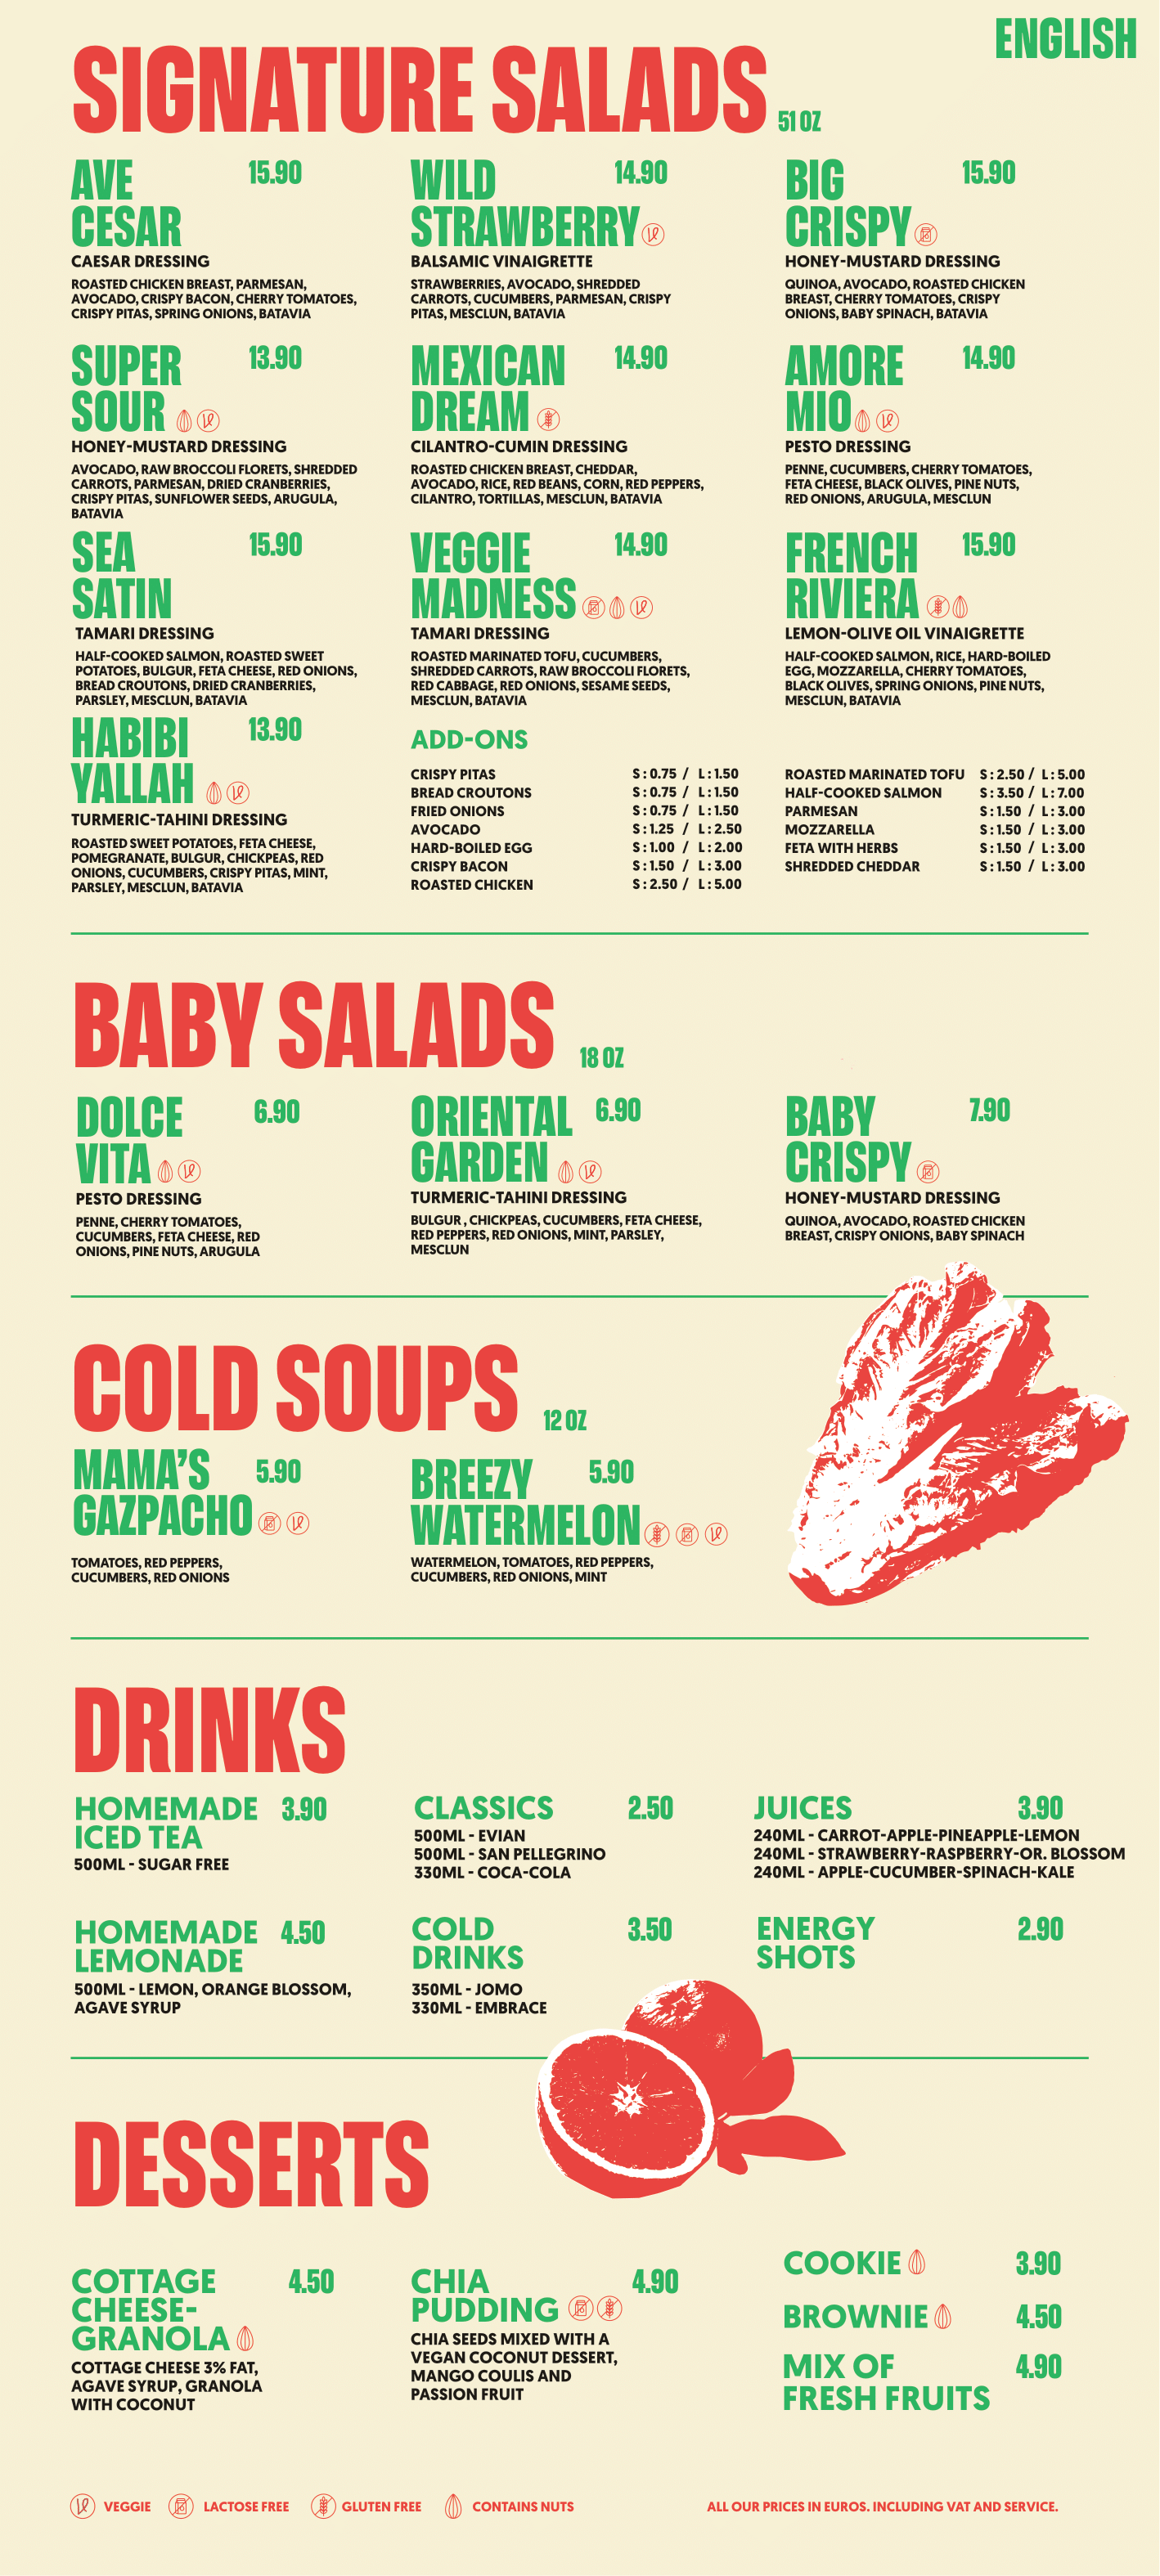 ENGLISH
SIGNATURE SALADS 51 OZ
AVE 15.90
CESAR
CAESAR DRESSING
ROASTED CHICKEN BREAST, PARMESAN,
AVOCADO, CRISPY BACON, CHERRY TOMATOES,
CRISPY PITAS, SPRING ONIONS, BATAVIA
WILD 14.90
STRAWBERRY
BALSAMIC VINAIGRETTE
STRAWBERRIES, AVOCADO, SHREDDED
CARROTS, CUCUMBERS, PARMESAN, CRISPY
PITAS, MESCLUN, BATAVIA
BIG 15.90
CRISPY
HONEY-MUSTARD DRESSING
QUINOA, AVOCADO, ROASTED CHICKEN
BREAST, CHERRY TOMATOES, CRISPY
ONIONS, BABY SPINACH, BATAVIA
SUPER 13.90
SOUR
HONEY-MUSTARD DRESSING
AVOCADO, RAW BROCCOLI FLORETS, SHREDDED
CARROTS, PARMESAN, DRIED CRANBERRIES,
CRISPY PITAS, SUNFLOWER SEEDS, ARUGULA,
BATAVIA
MEXICAN 14.90
DREAM
CILANTRO-CUMIN DRESSING
ROASTED CHICKEN BREAST, CHEDDAR,
AVOCADO, RICE, RED BEANS, CORN, RED PEPPERS,
CILANTRO, TORTILLAS, MESCLUN, BATAVIA
AMORE 14.90
MIO
PESTO DRESSING
PENNE, CUCUMBERS, CHERRY TOMATOES,
FETA CHEESE, BLACK OLIVES, PINE NUTS,
RED ONIONS, ARUGULA, MESCLUN
SEA 15.90
SATIN
TAMARI DRESSING
HALF-COOKED SALMON, ROASTED SWEET
POTATOES, BULGUR, FETA CHEESE, RED ONIONS,
BREAD CROUTONS, DRIED CRANBERRIES,
PARSLEY, MESCLUN, BATAVIA
VEGGIE 14.90
MADNESS
TAMARI DRESSING
ROASTED MARINATED TOFU, CUCUMBERS,
SHREDDED CARROTS, RAW BROCCOLI FLORETS,
RED CABBAGE, RED ONIONS, SESAME SEEDS,
MESCLUN, BATAVIA
FRENCH 15.90
RIVIERA
LEMON-OLIVE OIL VINAIGRETTE
HALF-COOKED SALMON, RICE, HARD-BOILED
EGG, MOZZARELLA, CHERRY TOMATOES,
BLACK OLIVES, SPRING ONIONS, PINE NUTS,
MESCLUN, BATAVIA
HABIBI 13.90
YALLAH
TURMERIC-TAHINI DRESSING
ROASTED SWEET POTATOES, FETA CHEESE,
POMEGRANATE, BULGUR, CHICKPEAS, RED
ONIONS, CUCUMBERS, CRISPY PITAS, MINT,
PARSLEY, MESCLUN, BATAVIA
ADD-ONS
CRISPY PITAS S : 0.75 / L : 1.50
BREAD CROUTONS S : 0.75 / L : 1.50
FRIED ONIONS S : 0.75 / L : 1.50
AVOCADO S : 1.25 / L : 2.50
HARD-BOILED EGG S : 1.00 / L : 2.00
CRISPY BACON S : 1.50 / L : 3.00
ROASTED CHICKEN S : 2.50 / L : 5.00
ROASTED MARINATED TOFU S : 2.50 / L : 5.00
HALF-COOKED SALMON S : 3.50 / L : 7.00
PARMESAN S : 1.50 / L : 3.00
MOZZARELLA S : 1.50 / L : 3.00
FETA WITH HERBS S : 1.50 / L : 3.00
SHREDDED CHEDDAR S : 1.50 / L : 3.00
BABY SALADS 18 OZ
DOLCE 6.90
VITA
PESTO DRESSING
PENNE, CHERRY TOMATOES,
CUCUMBERS, FETA CHEESE, RED
ONIONS, PINE NUTS, ARUGULA
ORIENTAL 6.90
GARDEN
TURMERIC-TAHINI DRESSING
BULGUR , CHICKPEAS, CUCUMBERS, FETA CHEESE,
RED PEPPERS, RED ONIONS, MINT, PARSLEY,
MESCLUN
BABY 7.90
CRISPY
HONEY-MUSTARD DRESSING
QUINOA, AVOCADO, ROASTED CHICKEN
BREAST, CRISPY ONIONS, BABY SPINACH
COLD SOUPS 12 OZ
MAMA'S 5.90
GAZPACHO
TOMATOES, RED PEPPERS,
CUCUMBERS, RED ONIONS
BREEZY 5.90
WATERMELON
WATERMELON, TOMATOES, RED PEPPERS,
CUCUMBERS, RED ONIONS, MINT
DRINKS
HOMEMADE 3.90
ICED TEA
500ML - SUGAR FREE
CLASSICS 2.50
500ML - EVIAN
500ML - SAN PELLEGRINO
330ML - COCA-COLA
JUICES 3.90
240ML - CARROT-APPLE-PINEAPPLE-LEMON
240ML - STRAWBERRY-RASPBERRY-OR. BLOSSOM
240ML - APPLE-CUCUMBER-SPINACH-KALE
HOMEMADE 4.50
LEMONADE
500ML - LEMON, ORANGE BLOSSOM,
AGAVE SYRUP
COLD 3.50
DRINKS
350ML - JOMO
330ML - EMBRACE
ENERGY 2.90
SHOTS
DESSERTS
COTTAGE 4.50
CHEESE-
GRANOLA
COTTAGE CHEESE 3% FAT,
AGAVE SYRUP, GRANOLA
WITH COCONUT
CHIA 4.90
PUDDING
CHIA SEEDS MIXED WITH A
VEGAN COCONUT DESSERT,
MANGO COULIS AND
PASSION FRUIT
COOKIE 3.90
BROWNIE 4.50
MIX OF 4.90
FRESH FRUITS
VEGGIE LACTOSE FREE GLUTEN FREE CONTAINS NUTS
ALL OUR PRICES IN EUROS. INCLUDING VAT AND SERVICE.